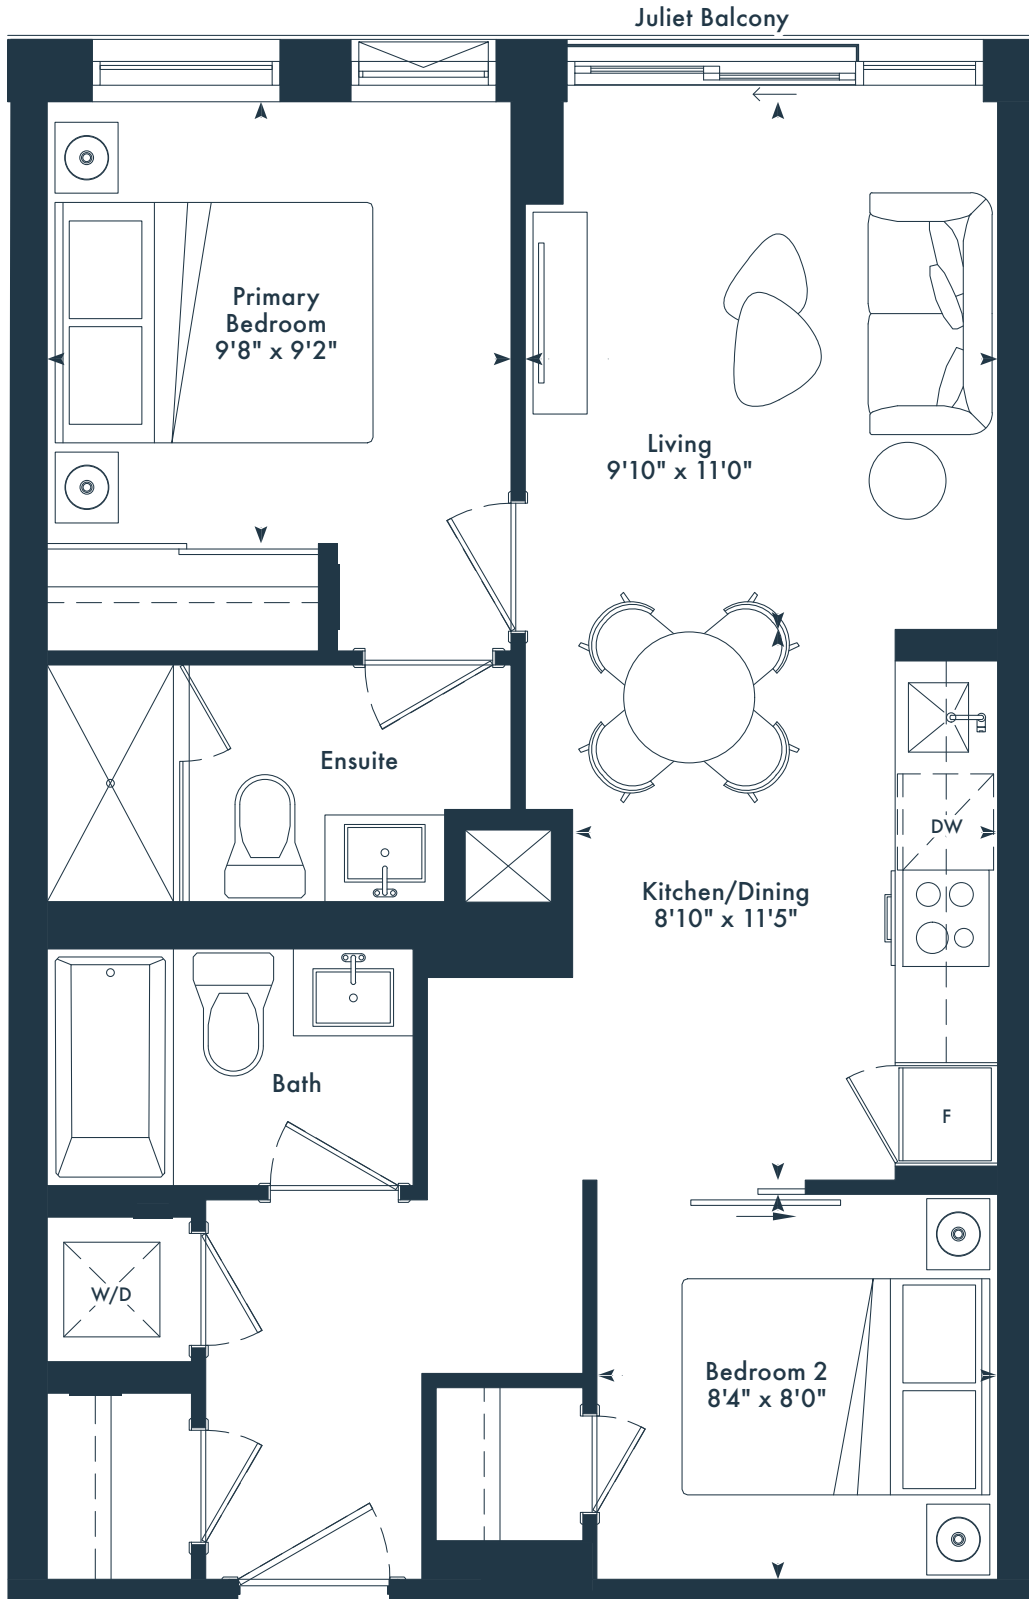 Juliet Balcony
Primary
Bedroom
9'8" x 9'2"
Living
9'10" x 11'0"
Ensuite
DW
Kitchen/Dining
8'10" x 11'5"
Bath
F
W/D
Bedroom 2
8'4" x 8'0"